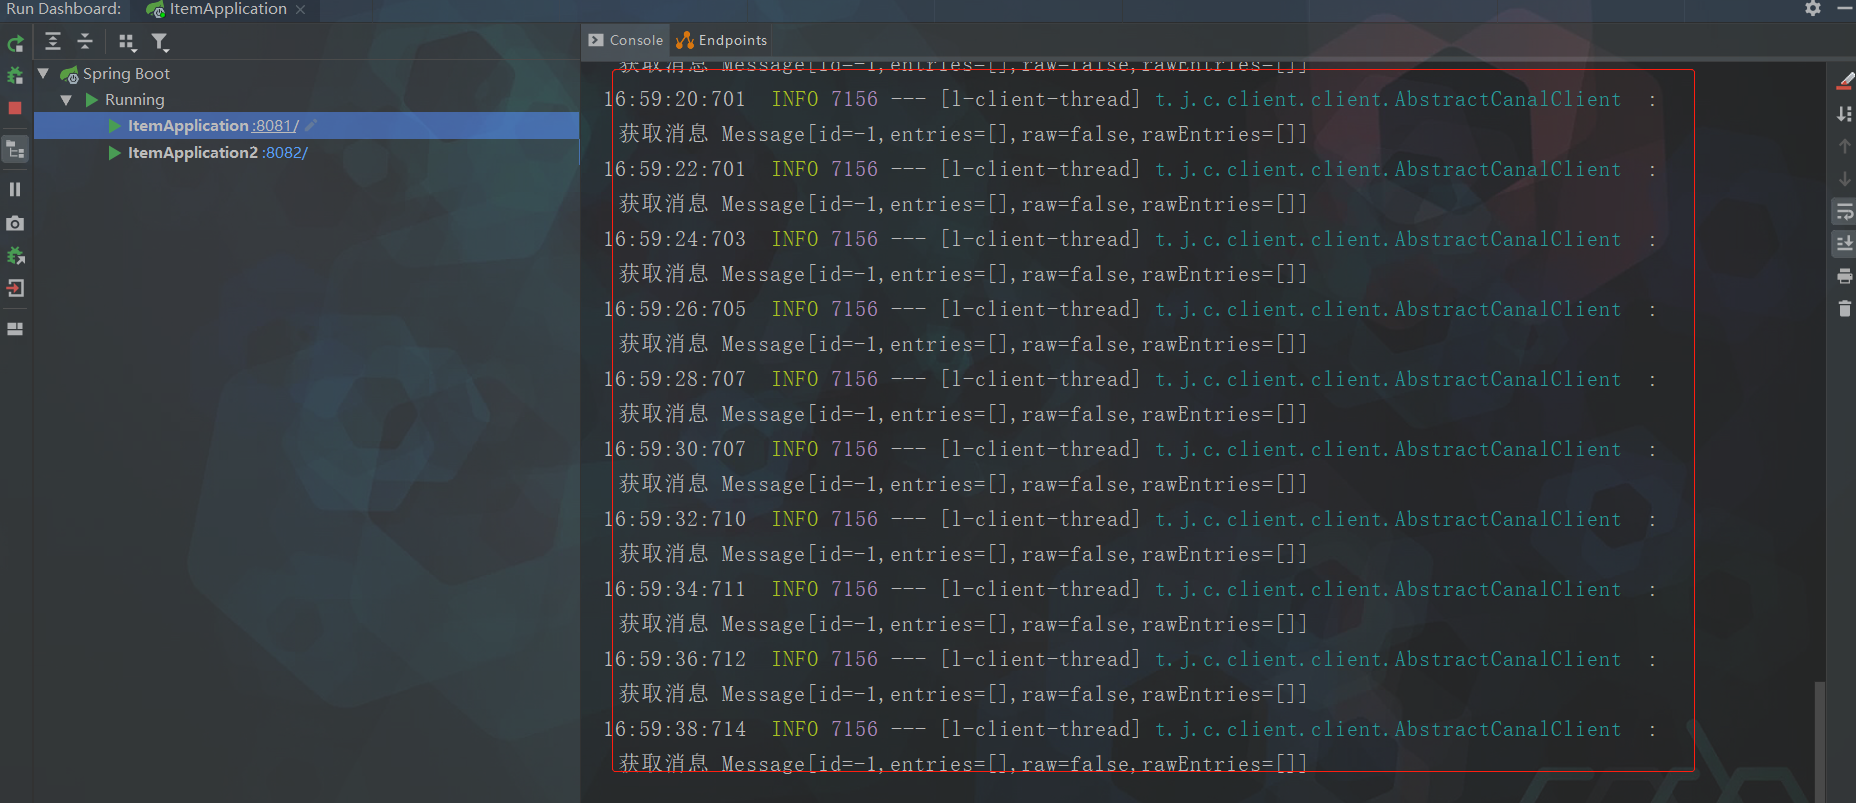 Run Dashboard: ItemApplication
Console Endpoints
Spring Boot
Running
ItemApplication :8081/
ItemApplication2 :8082/
获取消息 Message[id=-1,entries=[],raw=false,rawEntries=[]]
16:59:20:701 INFO 7156 --- [l-client-thread] t.j.c.client.client.AbstractCanalClient :
获取消息 Message[id=-1,entries=[],raw=false,rawEntries=[]]
16:59:22:701 INFO 7156 --- [l-client-thread] t.j.c.client.client.AbstractCanalClient :
获取消息 Message[id=-1,entries=[],raw=false,rawEntries=[]]
16:59:24:703 INFO 7156 --- [l-client-thread] t.j.c.client.client.AbstractCanalClient :
获取消息 Message[id=-1,entries=[],raw=false,rawEntries=[]]
16:59:26:705 INFO 7156 --- [l-client-thread] t.j.c.client.client.AbstractCanalClient :
获取消息 Message[id=-1,entries=[],raw=false,rawEntries=[]]
16:59:28:707 INFO 7156 --- [l-client-thread] t.j.c.client.client.AbstractCanalClient :
获取消息 Message[id=-1,entries=[],raw=false,rawEntries=[]]
16:59:30:707 INFO 7156 --- [l-client-thread] t.j.c.client.client.AbstractCanalClient :
获取消息 Message[id=-1,entries=[],raw=false,rawEntries=[]]
16:59:32:710 INFO 7156 --- [l-client-thread] t.j.c.client.client.AbstractCanalClient :
获取消息 Message[id=-1,entries=[],raw=false,rawEntries=[]]
16:59:34:711 INFO 7156 --- [l-client-thread] t.j.c.client.client.AbstractCanalClient :
获取消息 Message[id=-1,entries=[],raw=false,rawEntries=[]]
16:59:36:712 INFO 7156 --- [l-client-thread] t.j.c.client.client.AbstractCanalClient :
获取消息 Message[id=-1,entries=[],raw=false,rawEntries=[]]
16:59:38:714 INFO 7156 --- [l-client-thread] t.j.c.client.client.AbstractCanalClient :
获取消息 Message[id=-1,entries=[],raw=false,rawEntries=[]]